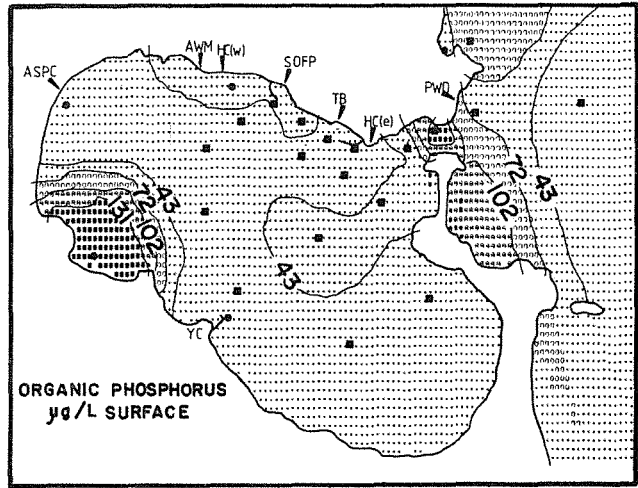 AWM HC(w)
ASPC
SOFP
PWD
TB
HC(e)
72 43
102
43
72
131-102
43
YC
ORGANIC PHOSPHORUS
µg/L SURFACE